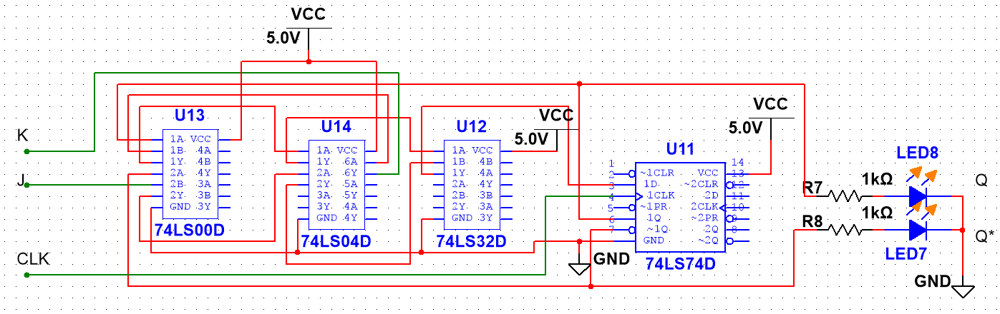 VCC
5.0V
U13
1A VCC
1B 4A
1Y 4B
2A 4Y
2B 3A
2Y 3B
GND 3Y
74LS00D
U14
1A VCC
1Y 6A
2A 6Y
2Y 5A
3A 5Y
3Y 4A
GND 4Y
74LS04D
U12
1A VCC
1B 4B
1Y 4A
2A 4Y
2B 3B
2Y 3A
GND 3Y
74LS32D
VCC
5.0V
U11
1 14
2 ~1CLR VCC 13
3 1D ~2CLR 12
4 1CLK 2D 11
5 ~1PR 2CLK 10
6 1Q ~2PR 9
7 ~1Q 2Q 8
GND ~2Q
74LS74D
VCC
5.0V
GND
K
J
CLK
R7
1kΩ
LED8
Q
R8
1kΩ
LED7
Q*
GND